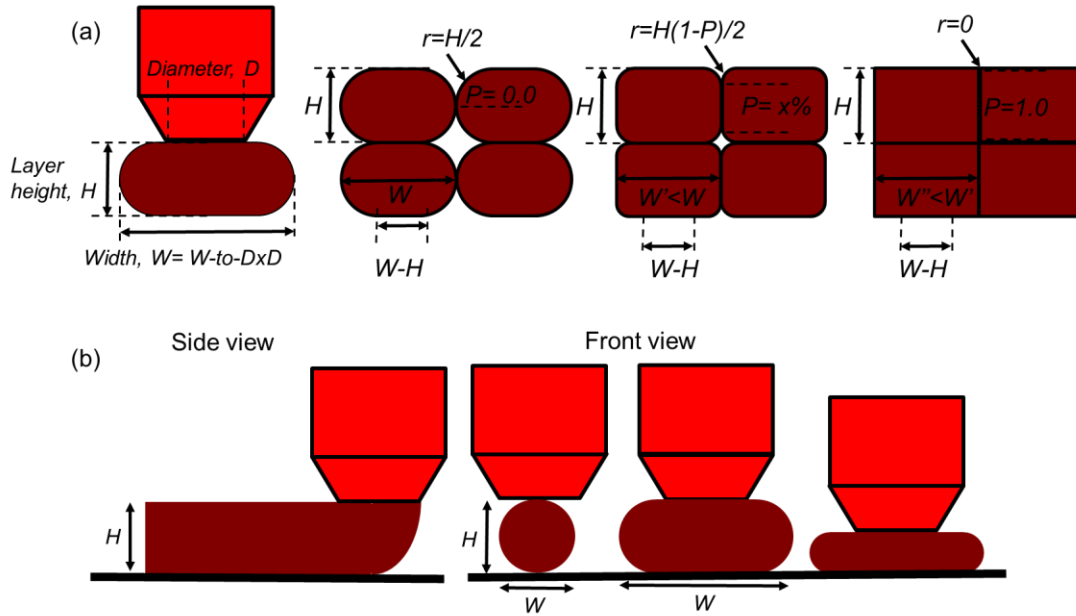 (a)
Diameter, D
Layer
height, H
Width, W= W-to-DxD
H
r=H/2
P= 0.0
W
W-H
H
r=H(1-P)/2
P= x%
W'<W
W-H
H
r=0
P=1.0
W"<W'
W-H
(b)
Side view
Front view
H
H
W
W